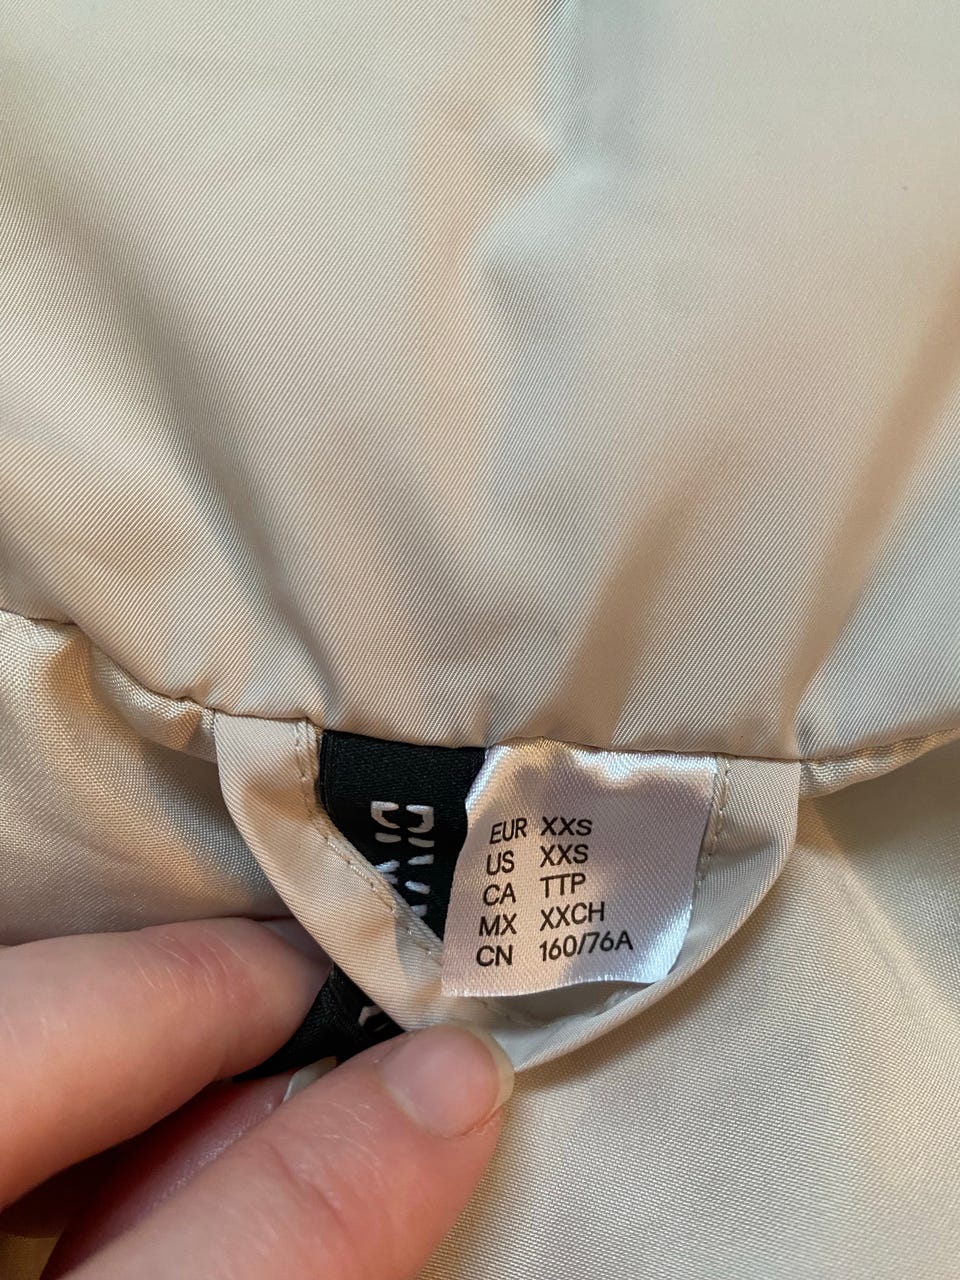 EUR XXS
US XXS
CA TTP
MX XXCH
CN 160/76A